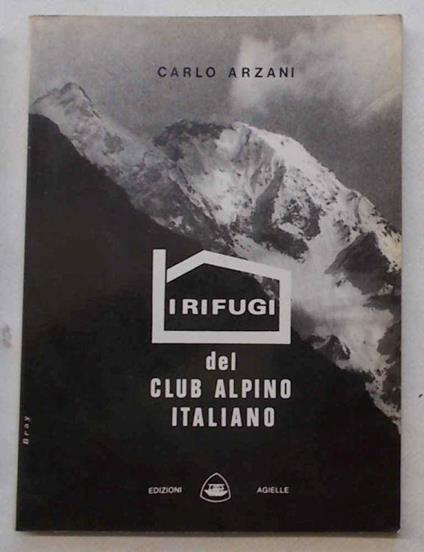 CARLO ARZANI
I RIFUGI
del
CLUB ALPINO
ITALIANO
Bray
EDIZIONI AGIELLE